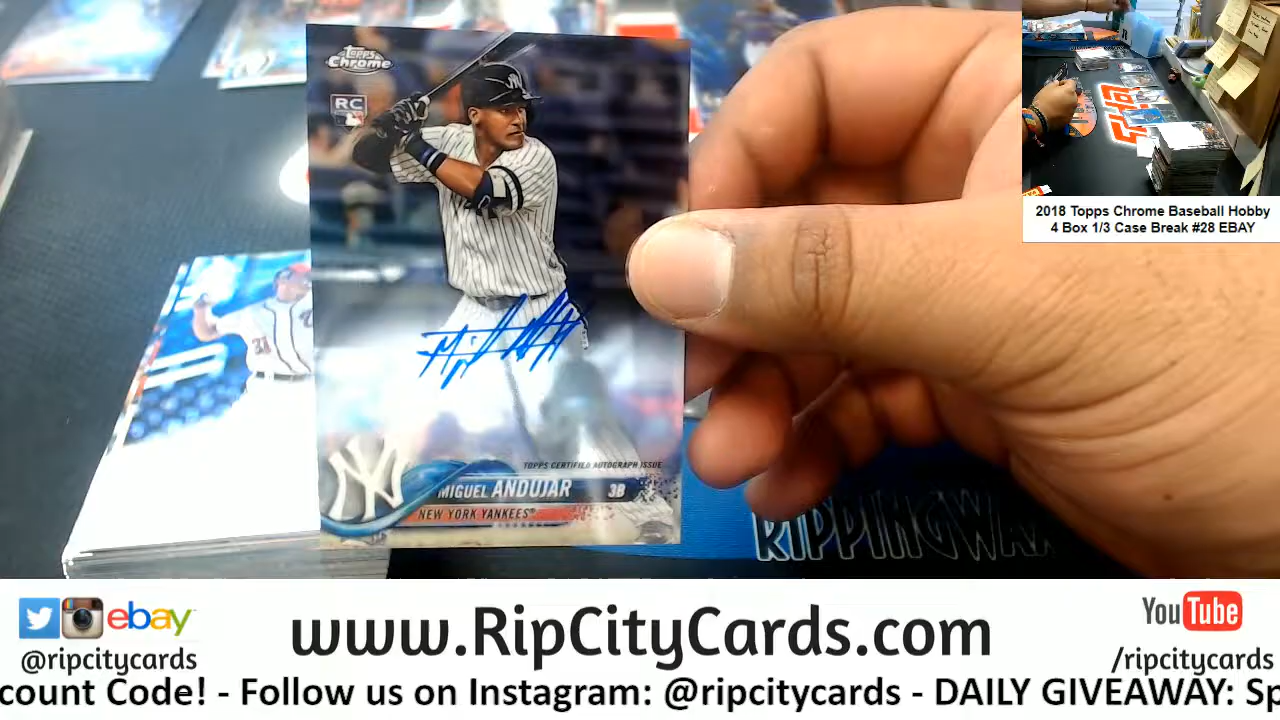 Topps
Chrome
RC
NY
TOPPS CERTIFIED AUTOGRAPH ISSUE
MIGUEL ANDUJAR 3B
NEW YORK YANKEES
RIPPINGWAX
2018 Topps Chrome Baseball Hobby
4 Box 1/3 Case Break #28 EBAY
ebay
@ripcitycards
www.RipCityCards.com
YouTube
/ripcitycards
count Code! - Follow us on Instagram: @ripcitycards - DAILY GIVEAWAY: Sp